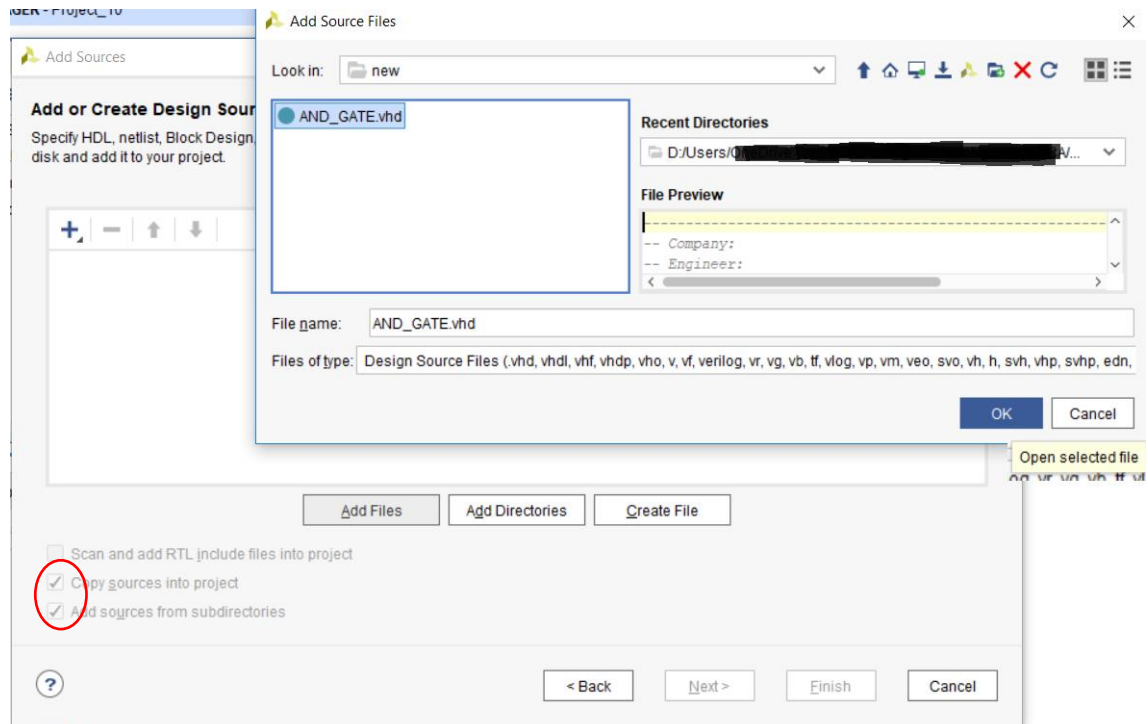 Project_10
Add Source Files
Add Sources
Look in: new
Add or Create Design Sour
Specify HDL, netlist, Block Design,
disk and add it to your project.
AND_GATE.vhd
Recent Directories
D:/Users/
File Preview
-- Company:
-- Engineer:
File name: AND_GATE.vhd
Files of type: Design Source Files (.vhd, vhdl, vhf, vhdp, vho, v, vf, verilog, vr, vg, vb, tf, vlog, vp, vm, veo, svo, vh, h, svh, vhp, svhp, edn,
OK Cancel
Open selected file
Add Files Add Directories Create File
Scan and add RTL include files into project
Copy sources into project
Add sources from subdirectories
? < Back Next > Finish Cancel